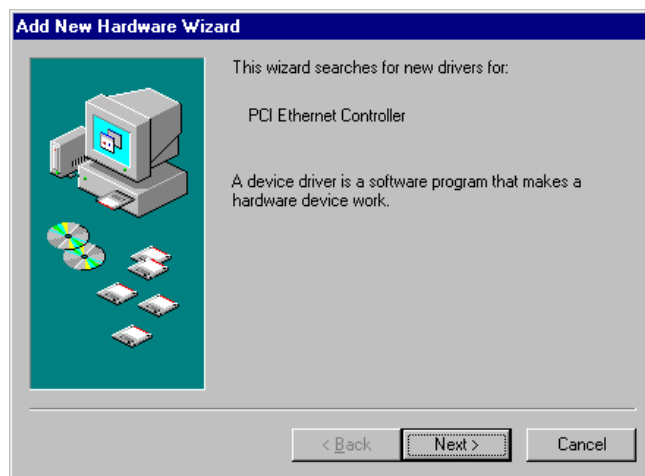 Add New Hardware Wizard
This wizard searches for new drivers for:
PCI Ethernet Controller
A device driver is a software program that makes a
hardware device work.
< Back
Next >
Cancel